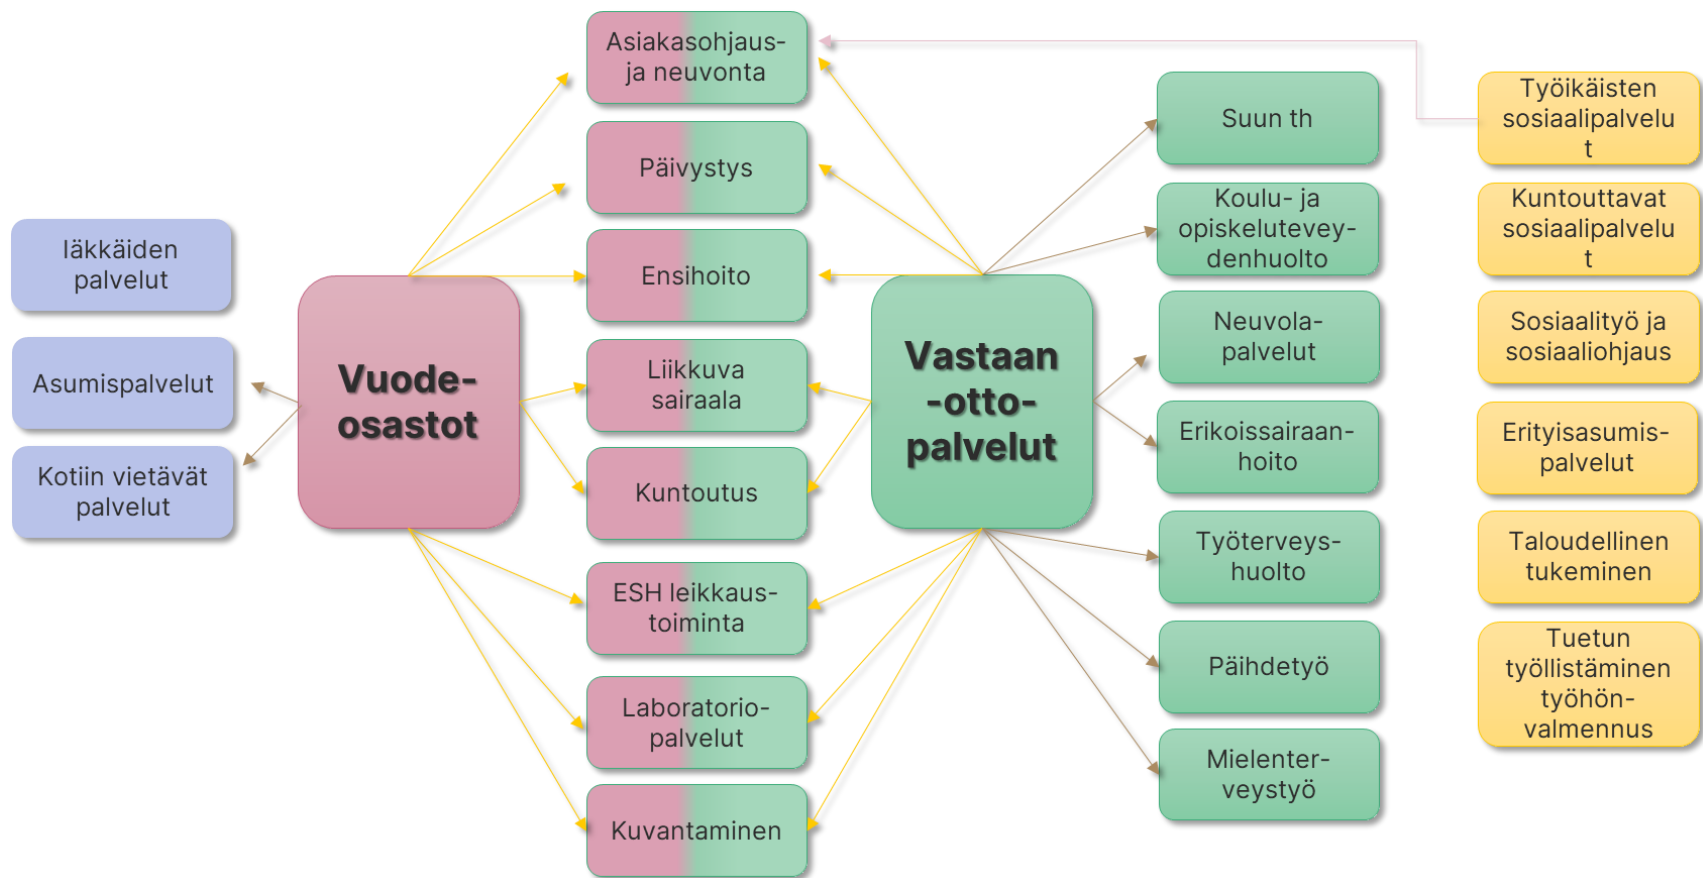 Iäkkäiden
palvelut
Asumispalvelut
Kotiin vietävät
palvelut
Vuode-
osastot
Asiakasohjaus-
ja neuvonta
Päivystys
Ensihoito
Liikkuva
sairaala
Kuntoutus
ESH leikkaus-
toiminta
Laboratorio-
palvelut
Kuvantaminen
Vastaan
-otto-
palvelut
Suun th
Koulu- ja
opiskelutevey-
denhuolto
Neuvola-
palvelut
Erikoissairaan-
hoito
Työterveys-
huolto
Päihdetyö
Mielenter-
veystyö
Työikäisten
sosiaalipalvelu
t
Kuntouttavat
sosiaalipalvelu
t
Sosiaalityö ja
sosiaaliohjaus
Erityisasumis-
palvelut
Taloudellinen
tukeminen
Tuetun
työllistäminen
työhön-
valmennus